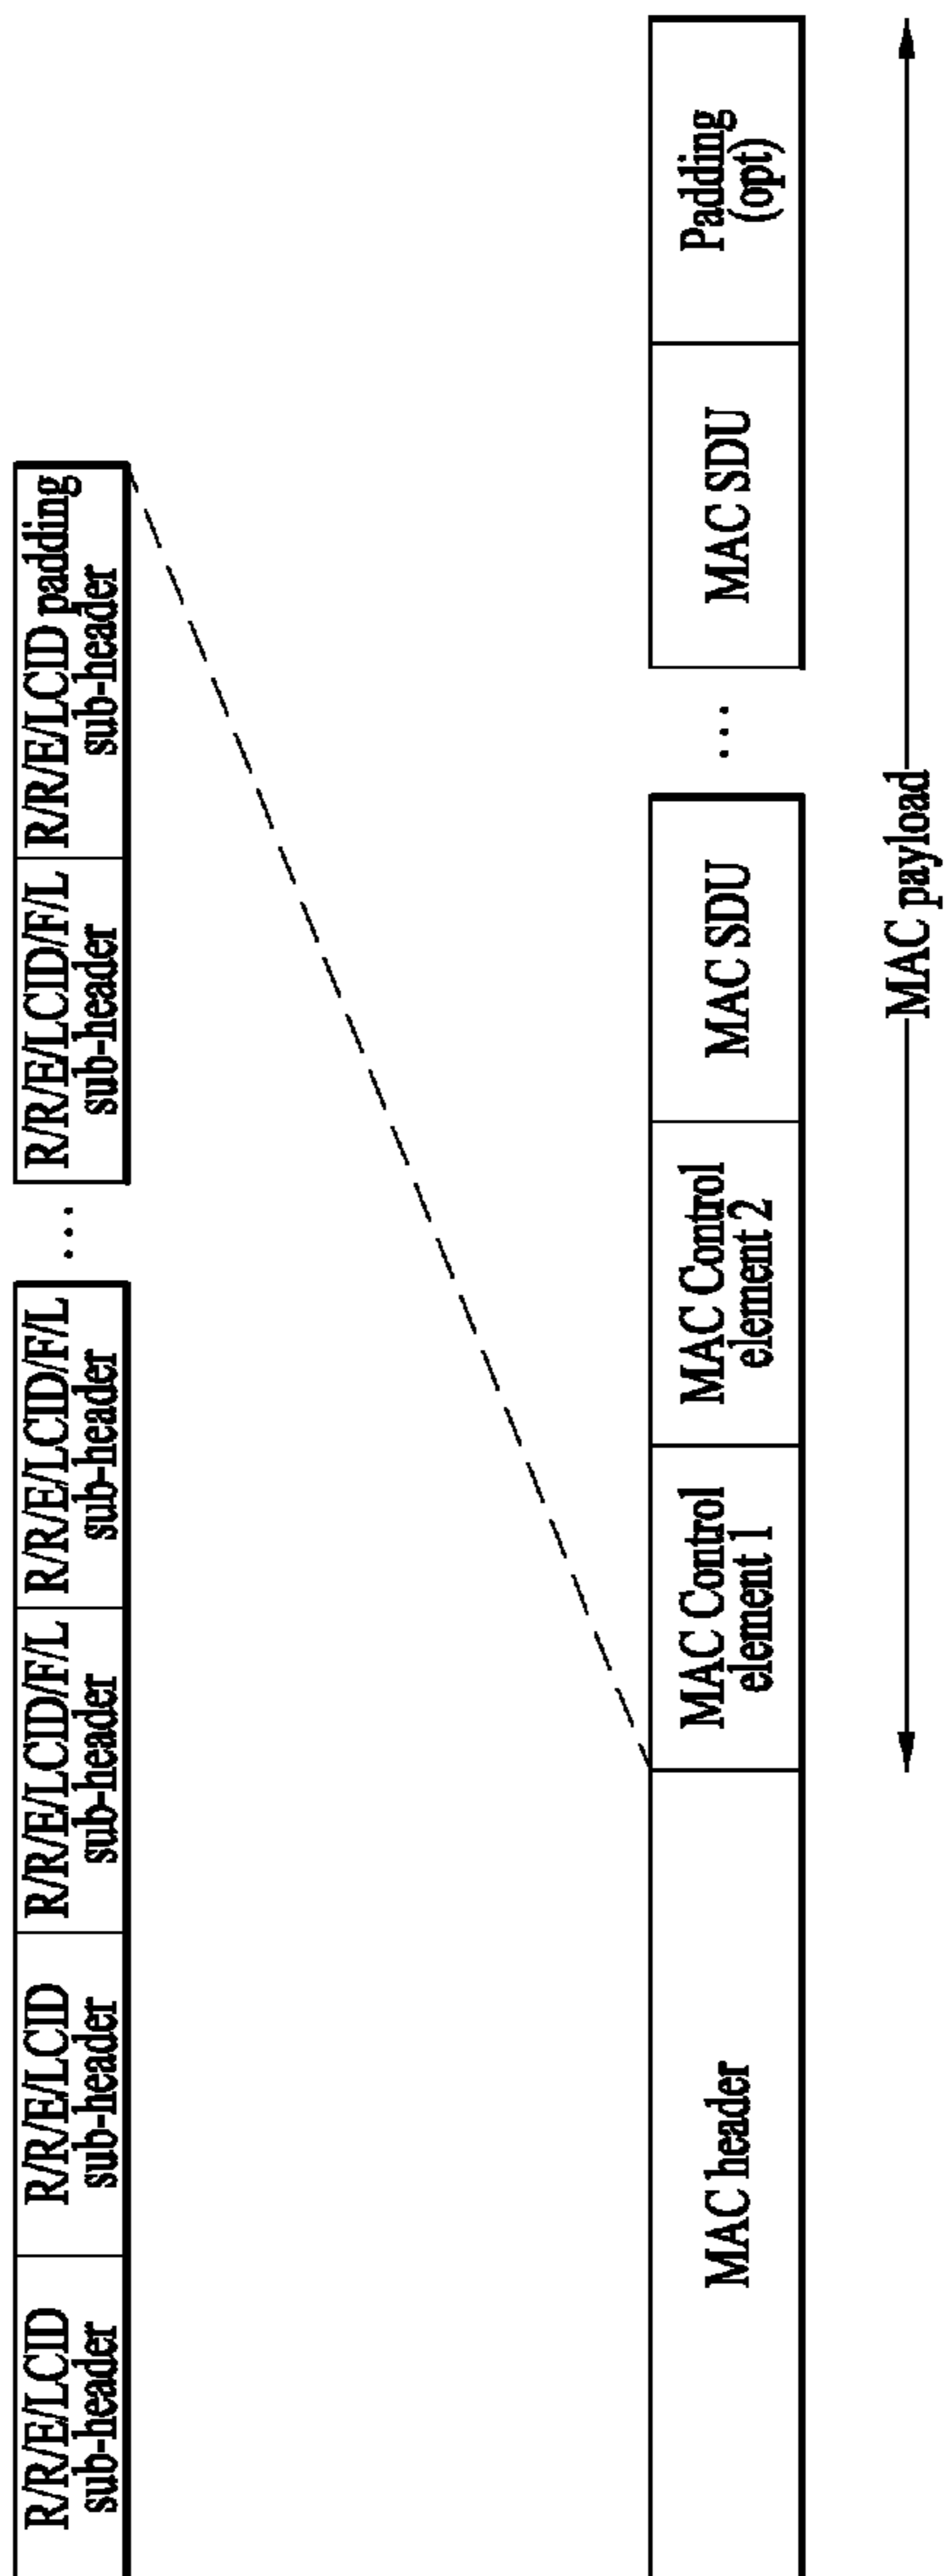 R/R/E/LCID
sub-header
R/R/E/LCID
sub-header
R/R/E/LCID/F/L
sub-header
R/R/E/LCID/F/L
sub-header
...
R/R/E/LCID/F/L
sub-header
R/R/E/LCID padding
sub-header
MAC header
MAC Control
element 1
MAC Control
element 2
MAC SDU
...
MAC SDU
Padding
(opt)
MAC payload